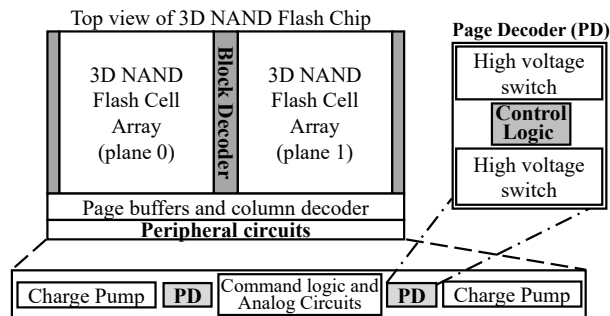 Top view of 3D NAND Flash Chip
3D NAND
Flash Cell
Array
(plane 0)
Block Decoder
3D NAND
Flash Cell
Array
(plane 1)
Page buffers and column decoder
Peripheral circuits
Page Decoder (PD)
High voltage
switch
Control
Logic
High voltage
switch
Charge Pump
PD
Command logic and
Analog Circuits
PD
Charge Pump